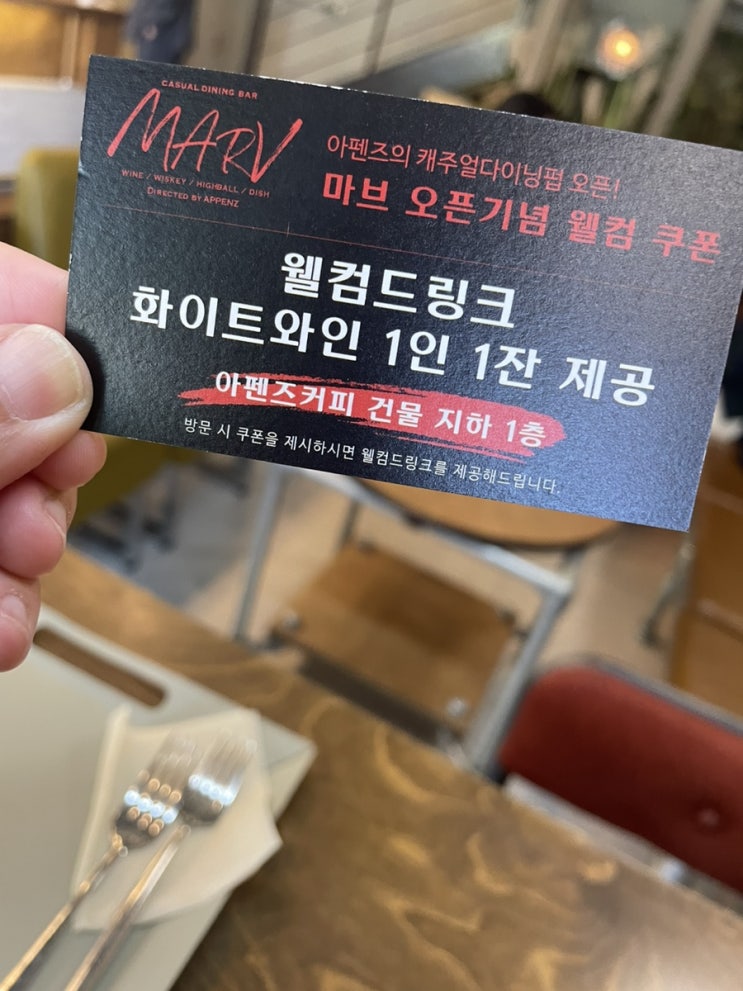 CASUAL DINING BAR
MARV
WINE / WISKEY / HIGHBALL / DISH
DIRECTED BY APPENZ
아펜즈의 캐주얼다이닝펍 오픈!
마브 오픈기념 웰컴 쿠폰
웰컴드링크
화이트와인 1인 1잔 제공
아펜즈커피 건물 지하 1층
방문 시 쿠폰을 제시하시면 웰컴드링크를 제공해드립니다.